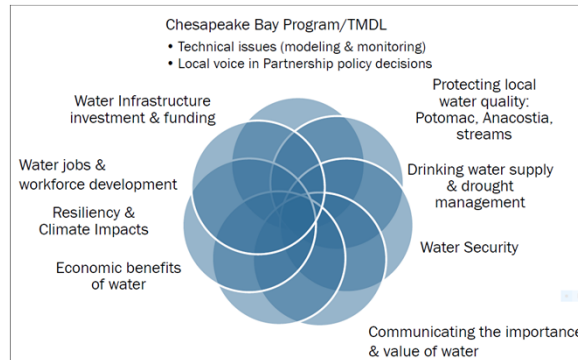 Chesapeake Bay Program/TMDL
• Technical issues (modeling & monitoring)
• Local voice in Partnership policy decisions
Protecting local
water quality:
Potomac, Anacostia,
streams
Drinking water supply
& drought
management
Water Security
Communicating the importance
& value of water
Economic benefits
of water
Resiliency &
Climate Impacts
Water jobs &
workforce development
Water Infrastructure
investment & funding